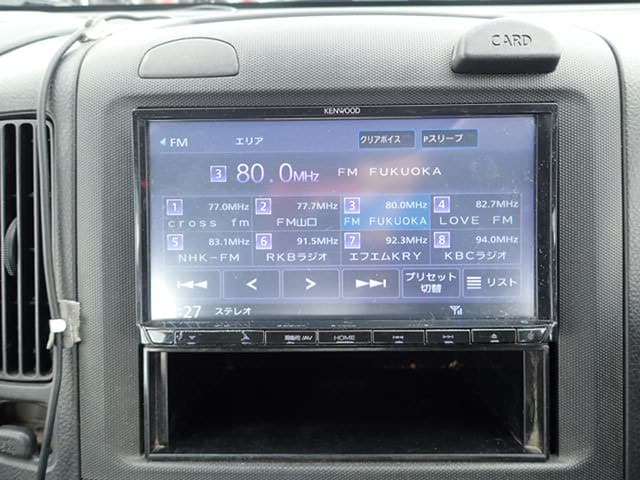 CARD
KENWOOD
FM エリア クリアボイス Pスリープ
3 80.0MHz FM FUKUOKA
1 77.0MHz 2 77.7MHz 3 80.0MHz 4 82.7MHz
cross fm FM山口 FM FUKUOKA LOVE FM
5 83.1MHz 6 91.5MHz 7 92.3MHz 8 94.0MHz
NHK-FM RKBラジオ エフエムKRY KBCラジオ
プリセット
切替 リスト
:27 ステレオ
HOME